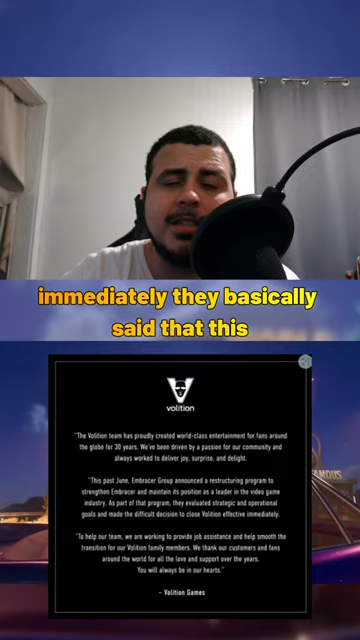 immediately they basically
said that this
volition
"The Volition team has proudly created world-class entertainment for fans around
the globe for 30 years. We've been driven by a passion for our community and
always worked to deliver joy, surprise, and delight.
"This past June, Embracer Group announced a restructuring program to
strengthen Embracer and maintain its position as a leader in the video game
industry. As part of that program, they evaluated strategic and operational
goals and made the difficult decision to close Volition effective immediately.
"To help our team, we are working to provide job assistance and help smooth the
transition for our Volition family members. We thank our customers and fans
around the world for all the love and support over the years.
You will always be in our hearts."
~ Volition Games